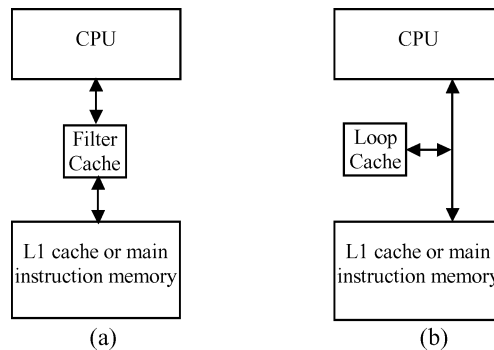 CPU
Filter
Cache
L1 cache or main
instruction memory
(a)
CPU
Loop
Cache
L1 cache or main
instruction memory
(b)